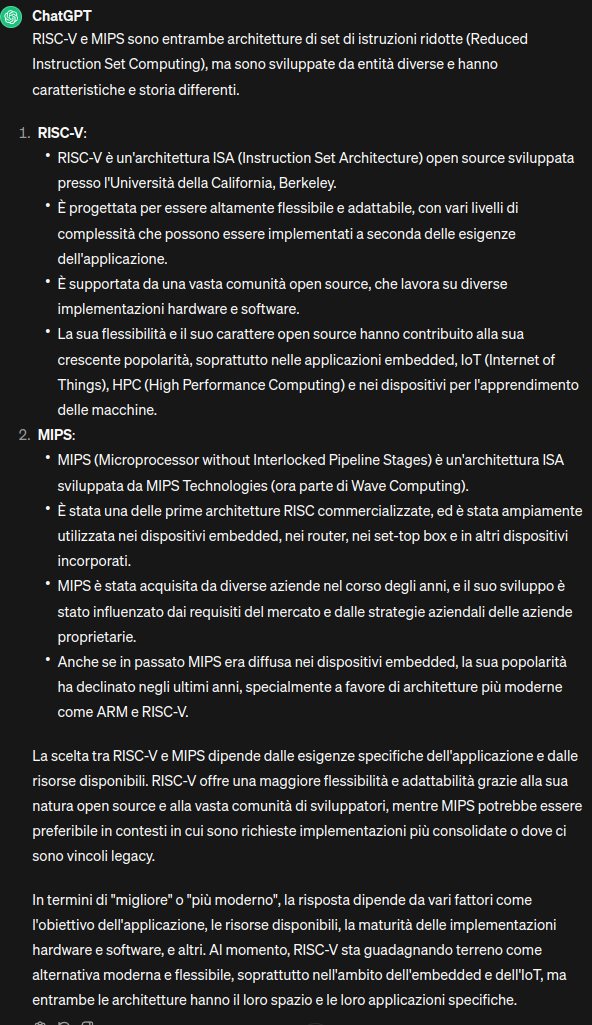 ChatGPT
RISC-V e MIPS sono entrambe architetture di set di istruzioni ridotte (Reduced
Instruction Set Computing), ma sono sviluppate da entità diverse e hanno
caratteristiche e storia differenti.
1. RISC-V:
• RISC-V è un'architettura ISA (Instruction Set Architecture) open source sviluppata
presso l'Università della California, Berkeley.
• È progettata per essere altamente flessibile e adattabile, con vari livelli di
complessità che possono essere implementati a seconda delle esigenze
dell'applicazione.
• È supportata da una vasta comunità open source, che lavora su diverse
implementazioni hardware e software.
• La sua flessibilità e il suo carattere open source hanno contribuito alla sua
crescente popolarità, soprattutto nelle applicazioni embedded, IoT (Internet of
Things), HPC (High Performance Computing) e nei dispositivi per l'apprendimento
delle macchine.
2. MIPS:
• MIPS (Microprocessor without Interlocked Pipeline Stages) è un'architettura ISA
sviluppata da MIPS Technologies (ora parte di Wave Computing).
• È stata una delle prime architetture RISC commercializzate, ed è stata ampiamente
utilizzata nei dispositivi embedded, nei router, nei set-top box e in altri dispositivi
incorporati.
• MIPS è stata acquisita da diverse aziende nel corso degli anni, e il suo sviluppo è
stato influenzato dai requisiti del mercato e dalle strategie aziendali delle aziende
proprietarie.
• Anche se in passato MIPS era diffusa nei dispositivi embedded, la sua popolarità
ha declinato negli ultimi anni, specialmente a favore di architetture più moderne
come ARM e RISC-V.
La scelta tra RISC-V e MIPS dipende dalle esigenze specifiche dell'applicazione e dalle
risorse disponibili. RISC-V offre una maggiore flessibilità e adattabilità grazie alla sua
natura open source e alla vasta comunità di sviluppatori, mentre MIPS potrebbe essere
preferibile in contesti in cui sono richieste implementazioni più consolidate o dove ci
sono vincoli legacy.
In termini di "migliore" o "più moderno", la risposta dipende da vari fattori come
l'obiettivo dell'applicazione, le risorse disponibili, la maturità delle implementazioni
hardware e software, e altri. Al momento, RISC-V sta guadagnando terreno come
alternativa moderna e flessibile, soprattutto nell'ambito dell'embedded e dell'IoT, ma
entrambe le architetture hanno il loro spazio e le loro applicazioni specifiche.